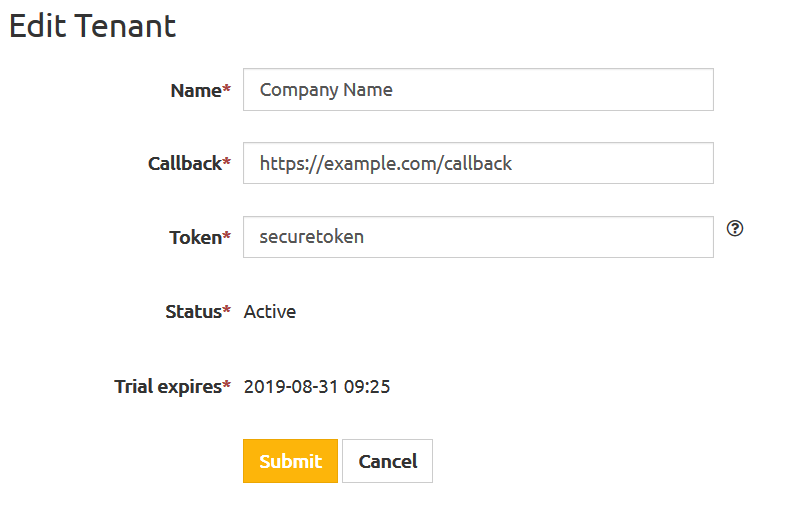 Edit Tenant
Name* Company Name
Callback* https://example.com/callback
Token* securetoken
Status* Active
Trial expires* 2019-08-31 09:25
Submit Cancel